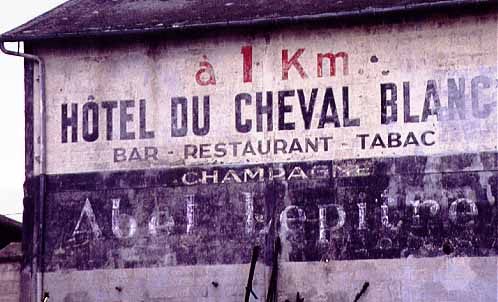 à 1 Km
HÔTEL DU CHEVAL BLANC
BAR - RESTAURANT - TABAC
CHAMPAGNE
Abel Lepitre